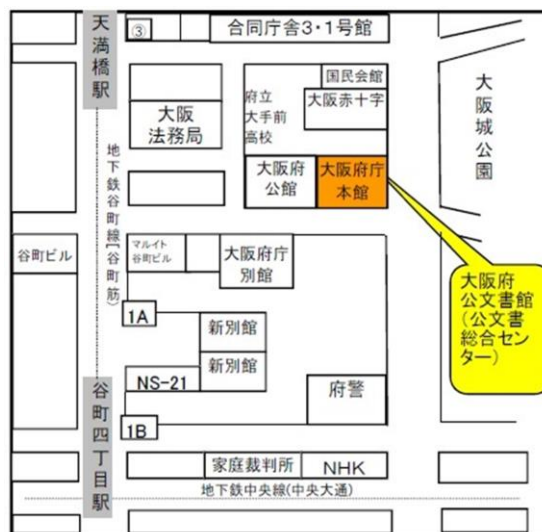 天満橋駅
③
合同庁舎3・1号館
国民会館
大阪赤十字
府立
大手前
高校
大阪
法務局
大阪城公園
大阪府
公館
大阪府庁
本館
地下鉄谷町線(谷町筋)
谷町ビル
マルイト
谷町ビル
大阪府庁
別館
大阪府
公文書館
(公文書
総合セン
ター)
1A
新別館
新別館
NS-21
府警
1B
谷町四丁目駅
家庭裁判所
NHK
地下鉄中央線(中央大通)